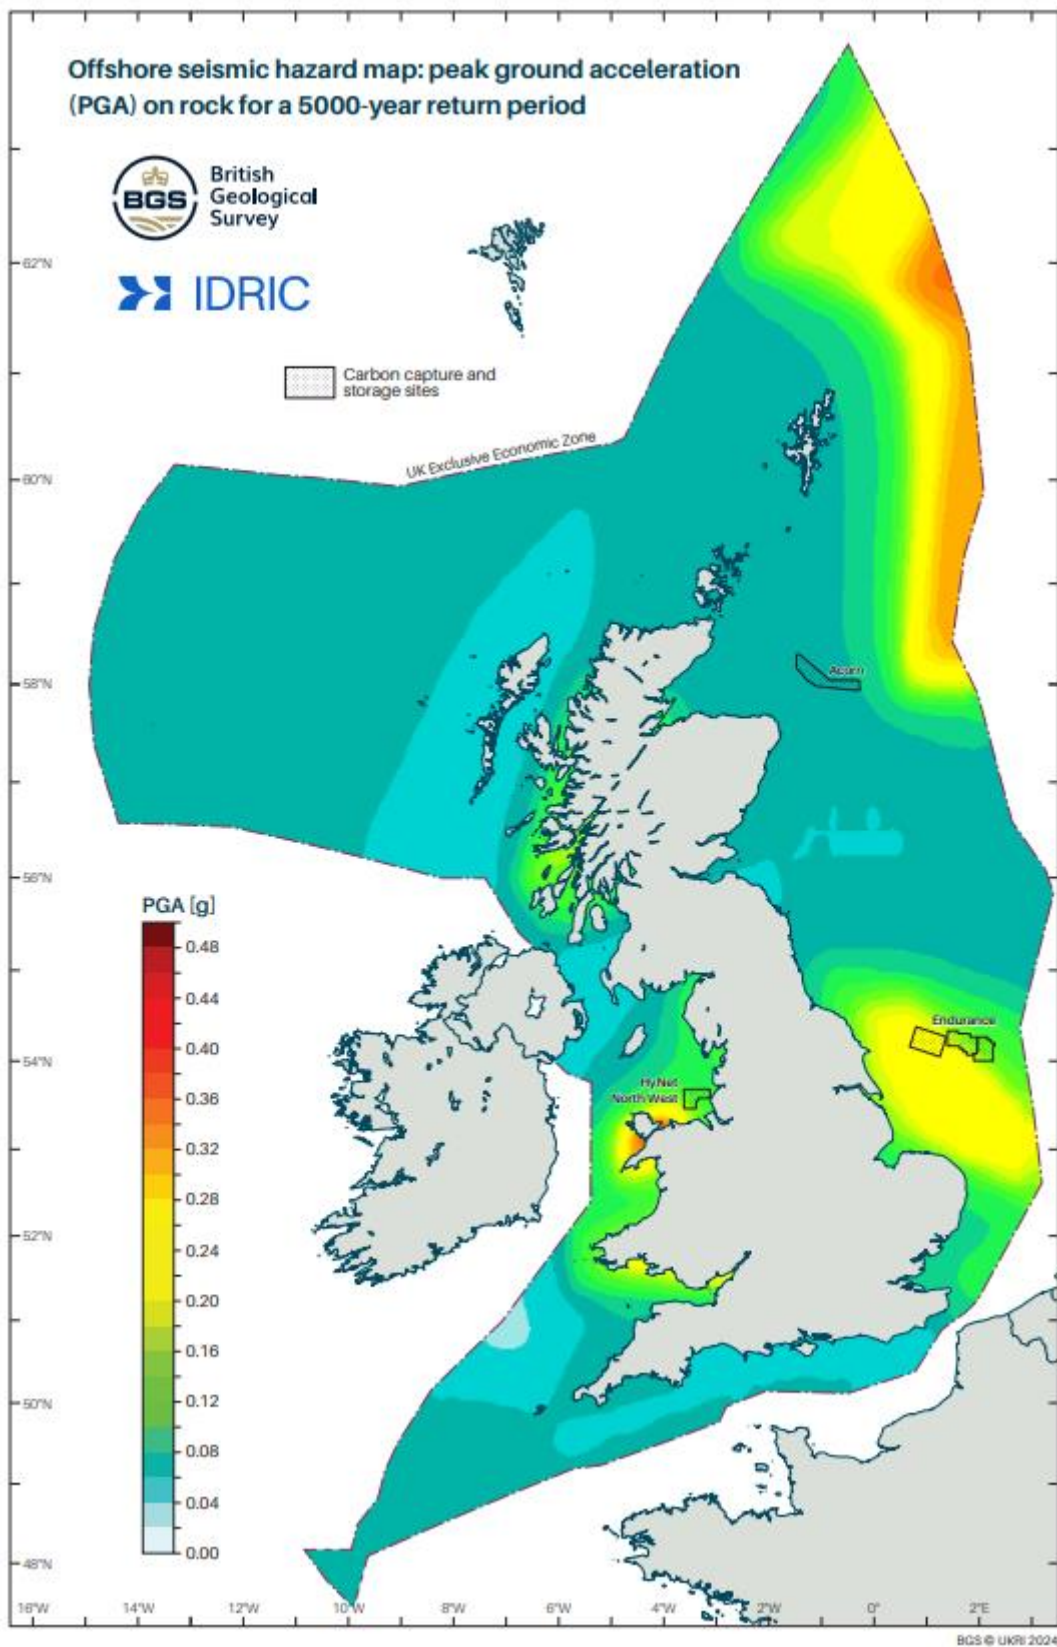 Offshore seismic hazard map: peak ground acceleration
(PGA) on rock for a 5000-year return period
BGS
British
Geological
Survey
IDRIC
62°N
Carbon capture and
storage sites
UK Exclusive Economic Zone
60°N
58°N
Acorn
56°N
PGA [g]
0.48
0.44
0.40
0.36
0.32
0.28
0.24
0.20
0.16
0.12
0.08
0.04
0.00
54°N
Endurance
HyNet
North West
52°N
50°N
48°N
16°W
14°W
10°W
8°W
6°W
4°W
2°W
0°
2°E
BGS © UKRI 2024